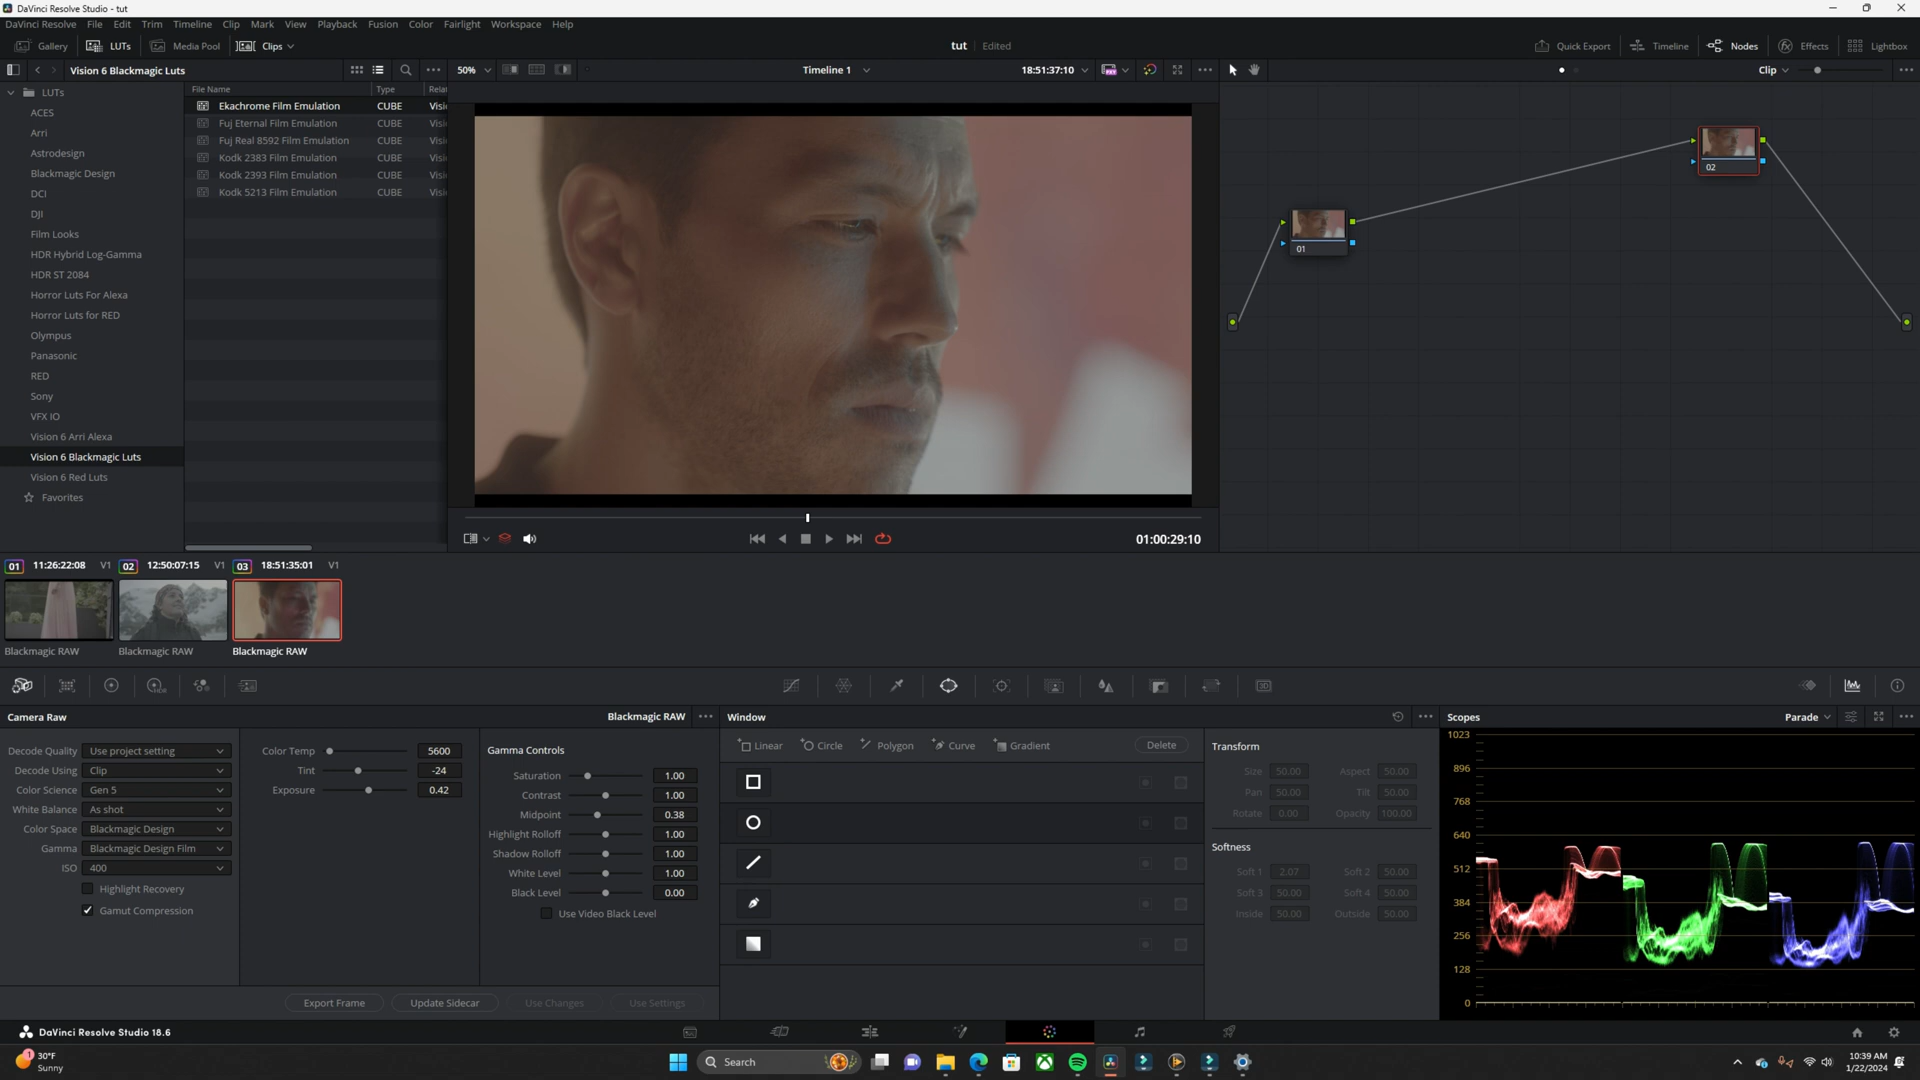 DaVinci Resolve Studio - tut
DaVinci Resolve File Edit Trim Timeline Clip Mark View Playback Fusion Color Fairlight Workspace Help
Gallery LUTs Media Pool Clips tut Edited Quick Export Timeline Nodes Effects Lightbox
Vision 6 Blackmagic Luts 50% Timeline 1 18:51:37:10 Clip
LUTs
ACES
Arri
Astrodesign
Blackmagic Design
DCI
DJI
Film Looks
HDR Hybrid Log-Gamma
HDR ST 2084
Horror Luts For Alexa
Horror Luts for RED
Olympus
Panasonic
RED
Sony
VFX IO
Vision 6 Arri Alexa
Vision 6 Blackmagic Luts
Vision 6 Red Luts
Favorites
File Name Type Rela
Ekachrome Film Emulation CUBE Visi
Fuj Eternal Film Emulation CUBE Visi
Fuj Real 8592 Film Emulation CUBE Visi
Kodk 2383 Film Emulation CUBE Visi
Kodk 2393 Film Emulation CUBE Visi
Kodk 5213 Film Emulation CUBE Visi
01:00:29:10
02
01
01 11:26:22:08 V1 02 12:50:07:15 V1 03 18:51:35:01 V1
Blackmagic RAW Blackmagic RAW Blackmagic RAW
HDR
3D
Camera Raw Blackmagic RAW
Decode Quality Use project setting
Decode Using Clip
Color Science Gen 5
White Balance As shot
Color Space Blackmagic Design
Gamma Blackmagic Design Film
ISO 400
Highlight Recovery
Gamut Compression
Color Temp 5600
Tint -24
Exposure 0.42
Gamma Controls
Saturation 1.00
Contrast 1.00
Midpoint 0.38
Highlight Rolloff 1.00
Shadow Rolloff 1.00
White Level 1.00
Black Level 0.00
Use Video Black Level
Export Frame Update Sidecar Use Changes Use Settings
Window
Linear Circle Polygon Curve Gradient Delete
Transform
Size 50.00 Aspect 50.00
Pan 50.00 Tilt 50.00
Rotate 0.00 Opacity 100.00
Softness
Soft 1 2.07 Soft 2 50.00
Soft 3 50.00 Soft 4 50.00
Inside 50.00 Outside 50.00
Scopes Parade
1023
896
768
640
512
384
256
128
0
DaVinci Resolve Studio 18.6
1
30°F
Sunny
Search
10:39 AM
1/22/2024